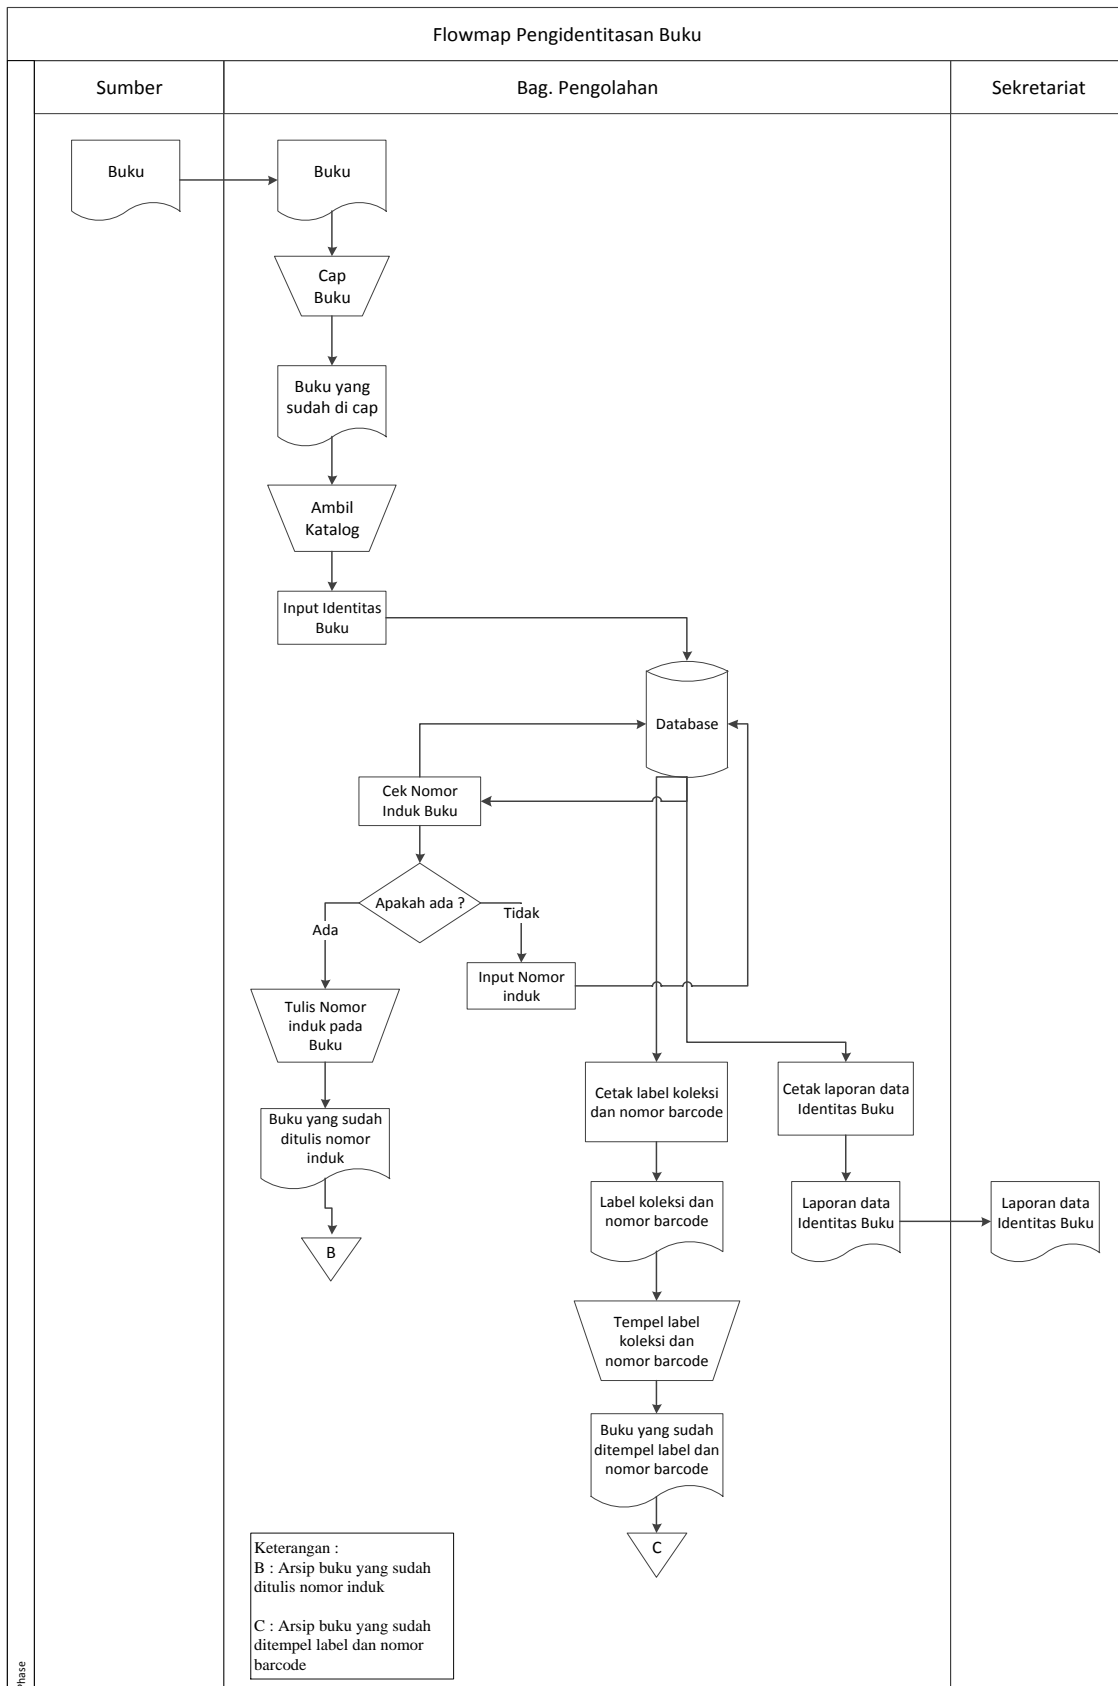 Flowmap Pengidentitasan Buku
Sumber
Bag. Pengolahan
Sekretariat
Buku
Buku
Cap
Buku
Buku yang
sudah di cap
Ambil
Katalog
Input Identitas
Buku
Database
Cek Nomor
Induk Buku
Apakah ada ?
Ada
Tidak
Input Nomor
induk
Tulis Nomor
induk pada
Buku
Buku yang sudah
ditulis nomor
induk
B
Cetak label koleksi
dan nomor barcode
Cetak laporan data
Identitas Buku
Label koleksi dan
nomor barcode
Laporan data
Identitas Buku
Laporan data
Identitas Buku
Tempel label
koleksi dan
nomor barcode
Buku yang sudah
ditempel label dan
nomor barcode
C
Keterangan :
B : Arsip buku yang sudah
ditulis nomor induk
C : Arsip buku yang sudah
ditempel label dan nomor
barcode
Phase